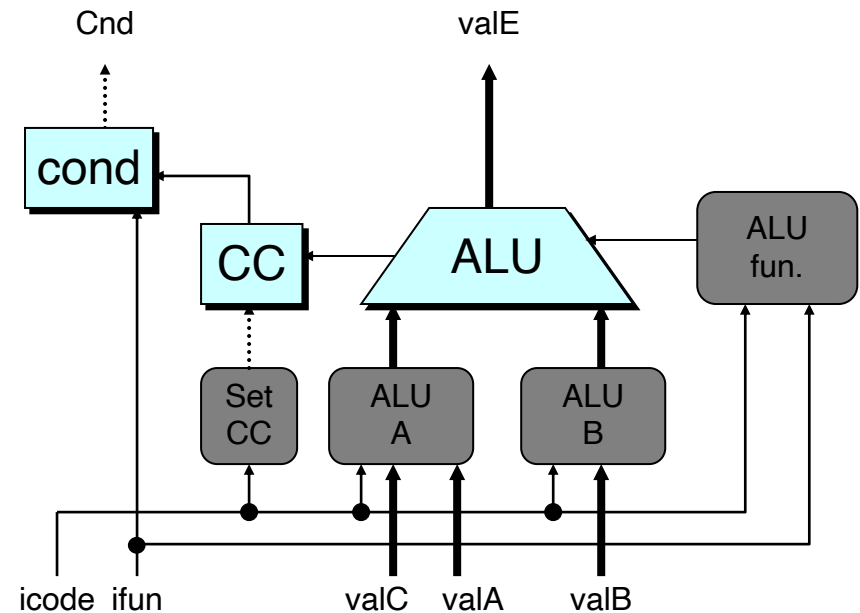 Cnd
valE
cond
CC
ALU
ALU
fun.
Set
CC
ALU
A
ALU
B
icode
ifun
valC
valA
valB